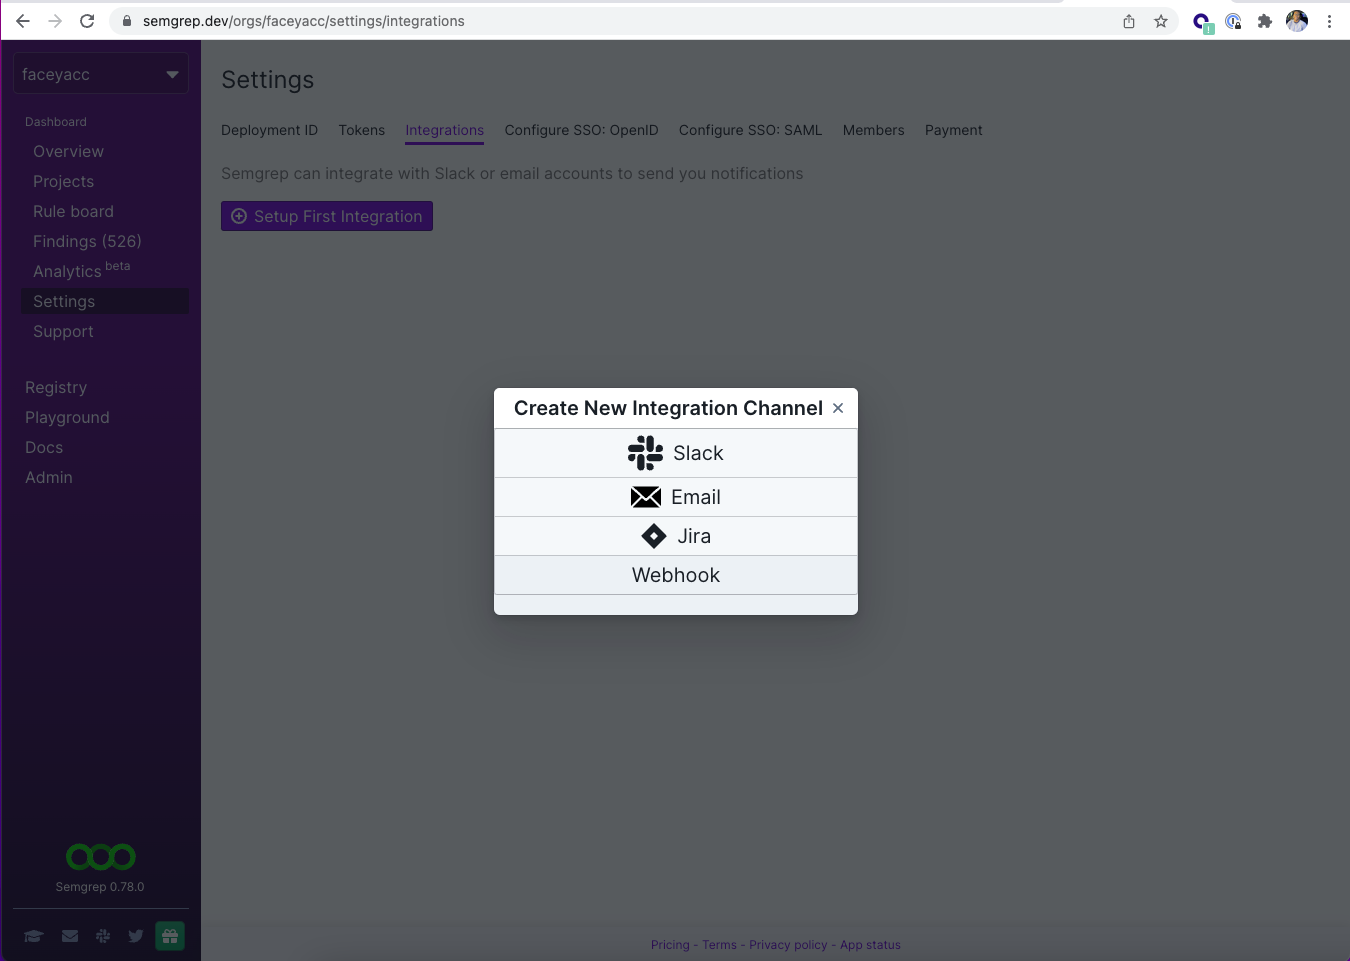 semgrep.dev/orgs/faceyacc/settings/integrations
faceyacc
Dashboard
Overview
Projects
Rule board
Findings (526)
Analytics beta
Settings
Support
Registry
Playground
Docs
Admin
Semgrep 0.78.0
Settings
Deployment ID Tokens Integrations Configure SSO: OpenID Configure SSO: SAML Members Payment
Semgrep can integrate with Slack or email accounts to send you notifications
Setup First Integration
Create New Integration Channel
Slack
Email
Jira
Webhook
Pricing - Terms - Privacy policy - App status